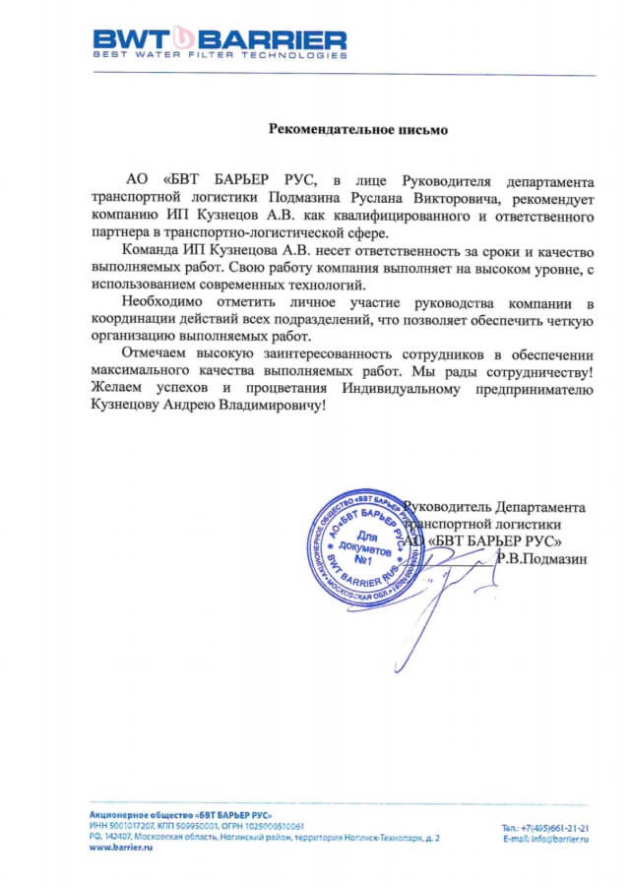 BWT BARRIER
BEST WATER FILTER TECHNOLOGIES
Рекомендательное письмо
АО «БВТ БАРЬЕР РУС, в лице Руководителя департамента
транспортной логистики Подмазина Руслана Викторовича, рекомендует
компанию ИП Кузнецов А.В. как квалифицированного и ответственного
партнера в транспортно-логистической сфере.
Команда ИП Кузнецова А.В. несет ответственность за сроки и качество
выполняемых работ. Свою работу компания выполняет на высоком уровне, с
использованием современных технологий.
Необходимо отметить личное участие руководства компании в
координации действий всех подразделений, что позволяет обеспечить четкую
организацию выполняемых работ.
Отмечаем высокую заинтересованность сотрудников в обеспечении
максимального качества выполняемых работ. Мы рады сотрудничеству!
Желаем успехов и процветания Индивидуальному предпринимателю
Кузнецову Андрею Владимировичу!
Руководитель Департамента
транспортной логистики
АО «БВТ БАРЬЕР РУС»
Р.В.Подмазин
АКЦИОНЕРНОЕ ОБЩЕСТВО «БВТ БАРЬЕР РУС»
МОСКОВСКАЯ ОБЛ.
АО «БВТ БАРЬЕР РУС»
Для
докуметов
№1
BWT BARRIER RUS
Акционерное общество «БВТ БАРЬЕР РУС»
ИНН 5001017207, КПП 509950001, ОГРН 1025000510061
РФ, 142407, Московская область, Ногинский район, территория Ногинск-Технопарк, д. 2
www.barrier.ru
Тел.: +7(495)661-21-21
E-mail: info@barrier.ru